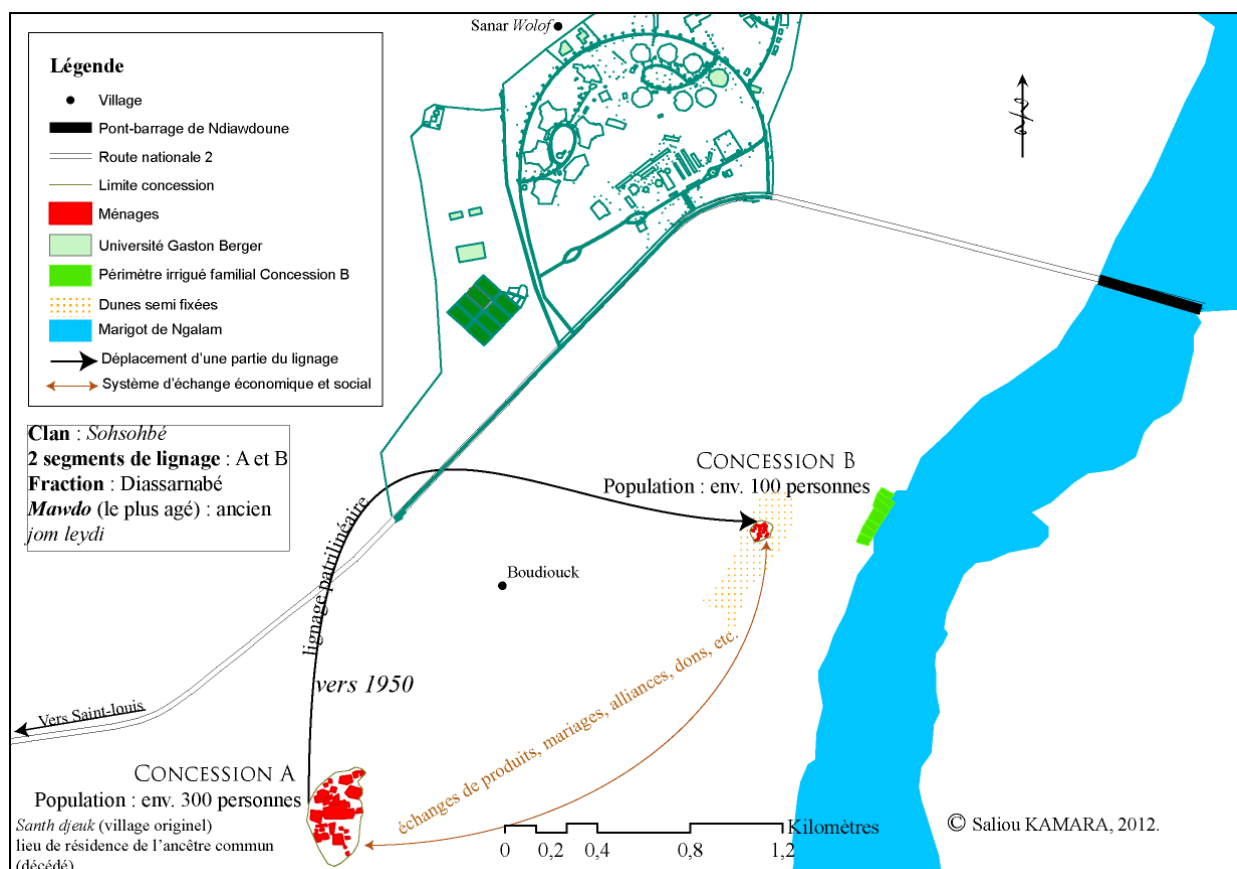 Sanar Wolof
Légende
Village
Pont-barrage de Ndiawdoune
Route nationale 2
Limite concession
Ménages
Université Gaston Berger
Périmètre irrigué familial Concession B
Dunes semi fixées
Marigot de Ngalam
Déplacement d'une partie du lignage
Système d'échange économique et social
Clan : Sohsohbé
2 segments de lignage : A et B
Fraction : Diassarnabé
Mawdo (le plus agé) : ancien
jom leydi
CONCESSION B
Population : env. 100 personnes
lignage patrilinéaire
Boudiouck
vers 1950
échanges de produits, mariages, alliances, dons, etc.
Vers Saint-louis
CONCESSION A
Population : env. 300 personnes
Santh djeuk (village originel)
lieu de résidence de l'ancêtre commun
(décédé)
Kilomètres
0 0,2 0,4 0,8 1,2
© Saliou KAMARA, 2012.